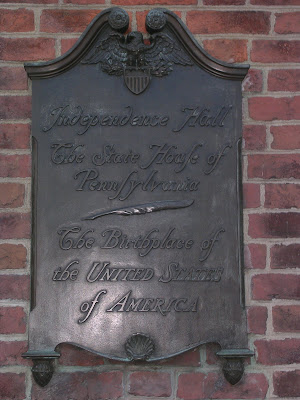 Independence Hall
The State House of
Pennsylvania
The Birthplace of
the UNITED STATES
of AMERICA